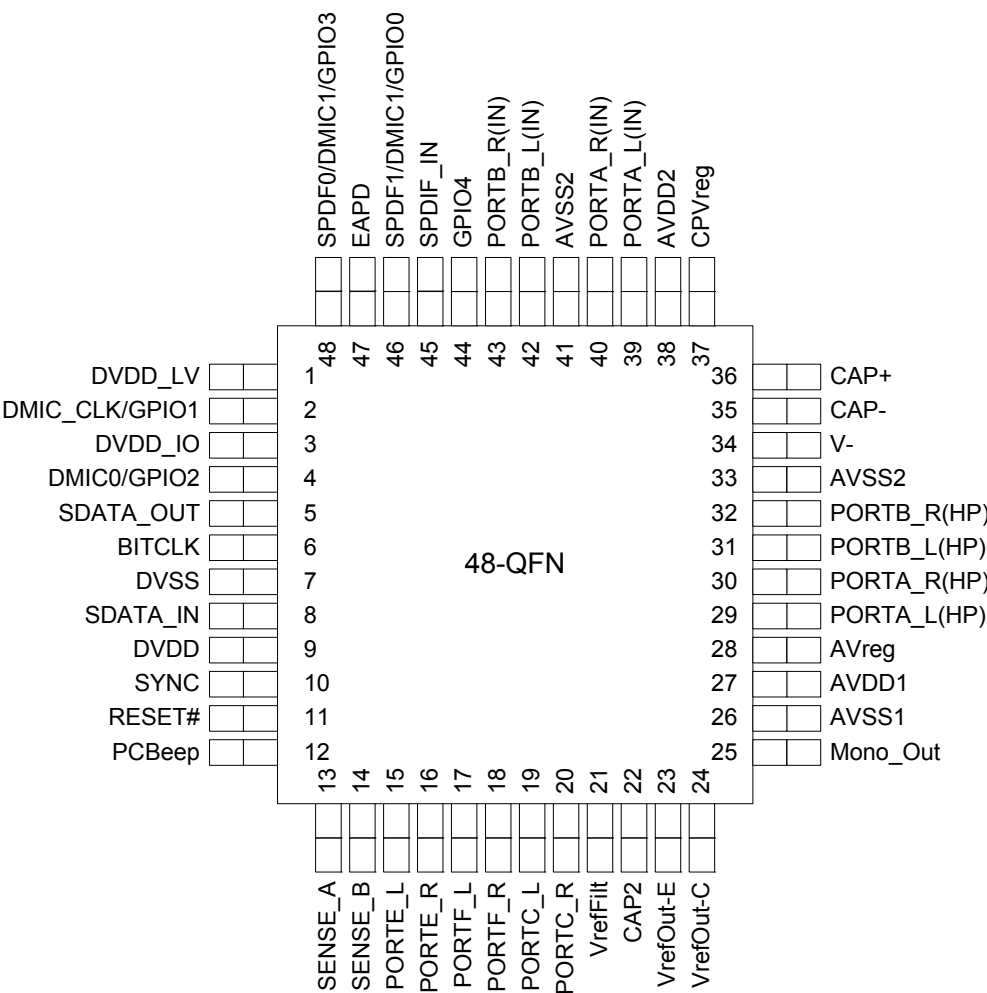 SPDF0/DMIC1/GPIO3
EAPD
SPDF1/DMIC1/GPIO0
SPDIF_IN
GPIO4
PORTB_R(IN)
PORTB_L(IN)
AVSS2
PORTA_R(IN)
PORTA_L(IN)
AVDD2
CPVreg
48 47 46 45 44 43 42 41 40 39 38 37
DVDD_LV 1 36 CAP+
DMIC_CLK/GPIO1 2 35 CAP-
DVDD_IO 3 34 V-
DMIC0/GPIO2 4 33 AVSS2
SDATA_OUT 5 32 PORTB_R(HP)
BITCLK 6 31 PORTB_L(HP)
48-QFN
DVSS 7 30 PORTA_R(HP)
SDATA_IN 8 29 PORTA_L(HP)
DVDD 9 28 AVreg
SYNC 10 27 AVDD1
RESET# 11 26 AVSS1
PCBeep 12 25 Mono_Out
13 14 15 16 17 18 19 20 21 22 23 24
SENSE_A
SENSE_B
PORTE_L
PORTE_R
PORTF_L
PORTF_R
PORTC_L
PORTC_R
VrefFilt
CAP2
VrefOut-E
VrefOut-C